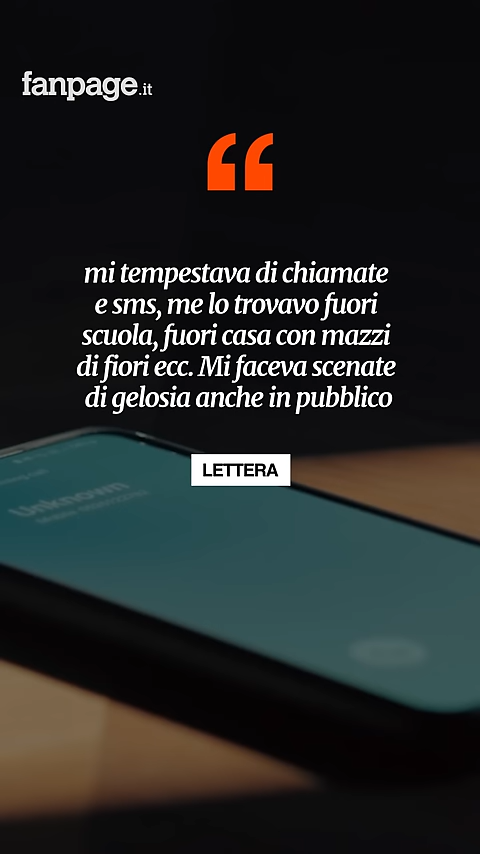 fanpage.it
“
mi tempestava di chiamate
e sms, me lo trovavo fuori
scuola, fuori casa con mazzi
di fiori ecc. Mi faceva scenate
di gelosia anche in pubblico
LETTERA
Unknown